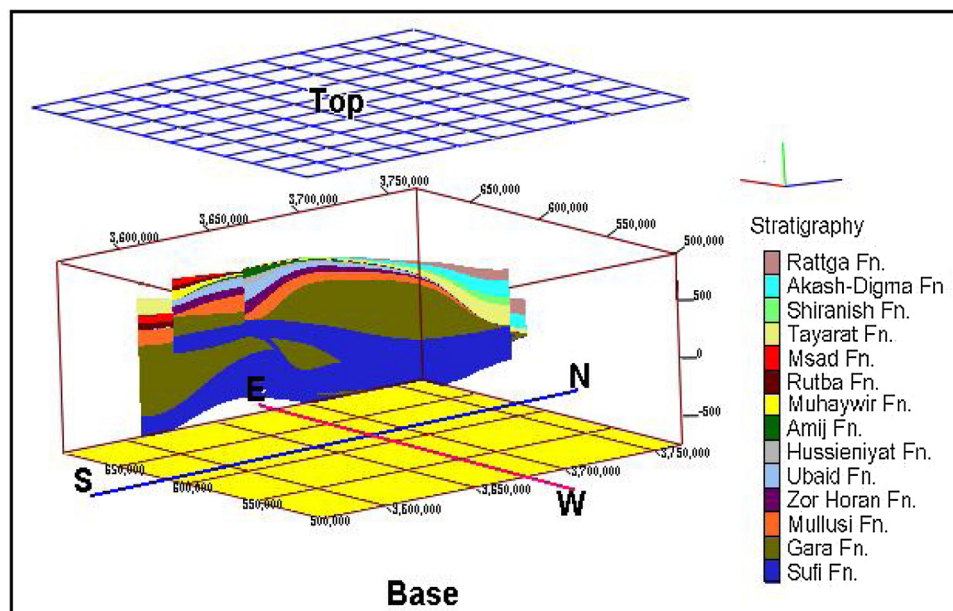 Top
3,750,000
3,700,000
3,650,000
3,600,000
650,000
600,000
550,000
500,000
500
0
-500
E
N
S
W
650,000
600,000
550,000
500,000
3,600,000
3,650,000
3,700,000
3,750,000
Base
Stratigraphy
Rattga Fn.
Akash-Digma Fn
Shiranish Fn.
Tayarat Fn.
Msad Fn.
Rutba Fn.
Muhaywir Fn.
Amij Fn.
Hussieniyat Fn.
Ubaid Fn.
Zor Horan Fn.
Mullusi Fn.
Gara Fn.
Sufi Fn.